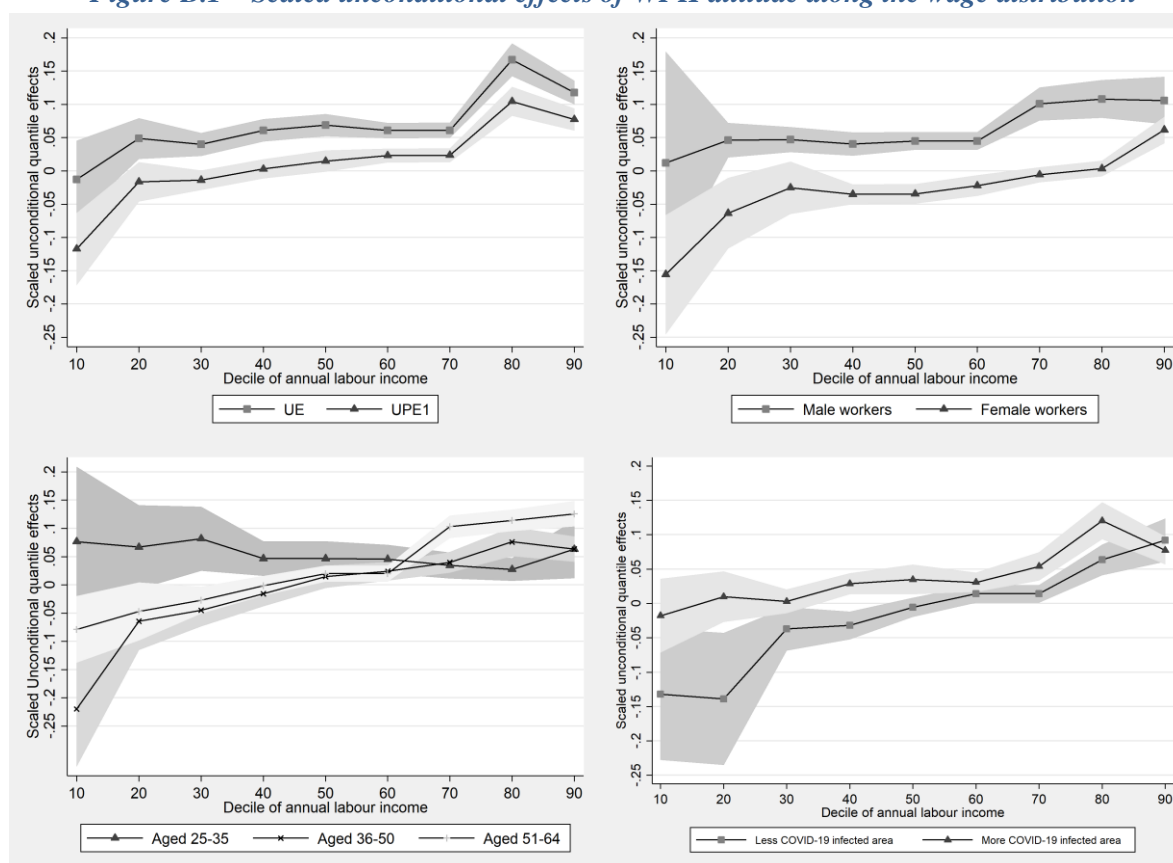 Figure – Scaled unconditional effects of WFH attitude along the wage distribution
Scaled unconditional quantile effects
.2
.15
.1
.05
0
-.05
-.1
-.15
-.2
-.25
10 20 30 40 50 60 70 80 90
Decile of annual labour income
UE UPE1
Scaled unconditional quantile effects
.2
.15
.1
.05
0
-.05
-.1
-.15
-.2
-.25
10 20 30 40 50 60 70 80 90
Decile of annual labour income
Male workers Female workers
Scaled Unconditional quantile effects
.2
.15
.1
.05
0
-.05
-.1
-.15
-.2
-.25
10 20 30 40 50 60 70 80 90
Decile of annual labour income
Aged 25-35 Aged 36-50 Aged 51-64
Scaled unconditional quantile effects
.2
.15
.1
.05
0
-.05
-.1
-.15
-.2
-.25
10 20 30 40 50 60 70 80 90
Decile of annual labour income
Less COVID-19 infected area More COVID-19 infected area